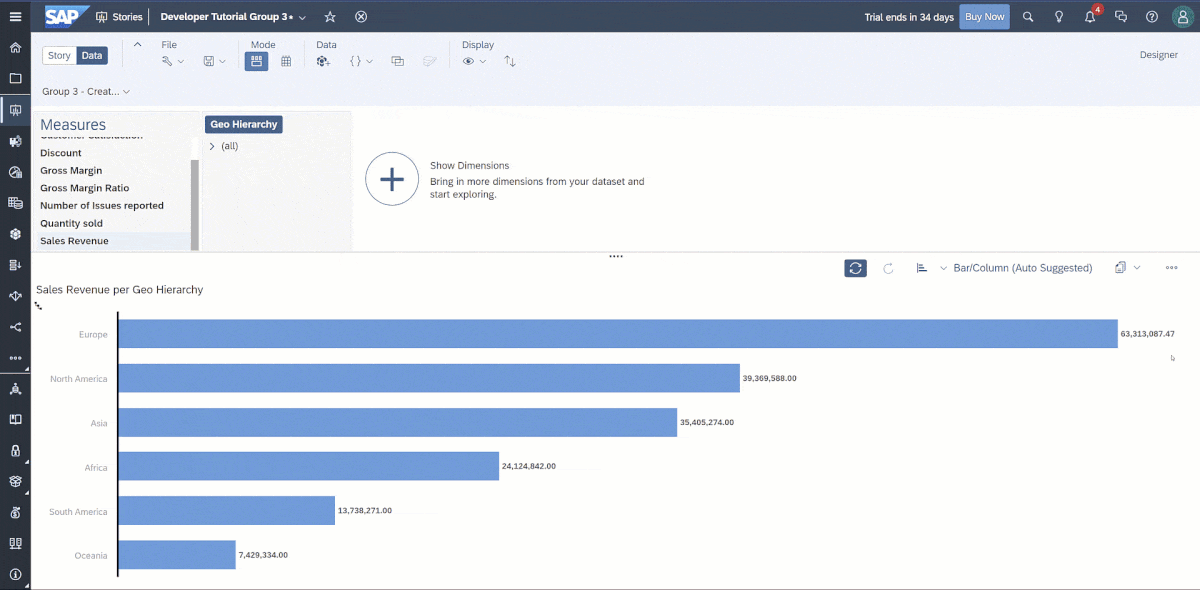 SAP Stories Developer Tutorial Group 3* Trial ends in 34 days Buy Now 4
File Mode Data Display
Story Data Designer
Group 3 - Creat...
Measures
Customer Satisfaction
Discount
Gross Margin
Gross Margin Ratio
Number of Issues reported
Quantity sold
Sales Revenue
Geo Hierarchy
(all)
Show Dimensions
Bring in more dimensions from your dataset and
start exploring.
Bar/Column (Auto Suggested)
Sales Revenue per Geo Hierarchy
Europe 63,313,087.47
North America 39,369,588.00
Asia 35,405,274.00
Africa 24,124,842.00
South America 13,738,271.00
Oceania 7,429,334.00